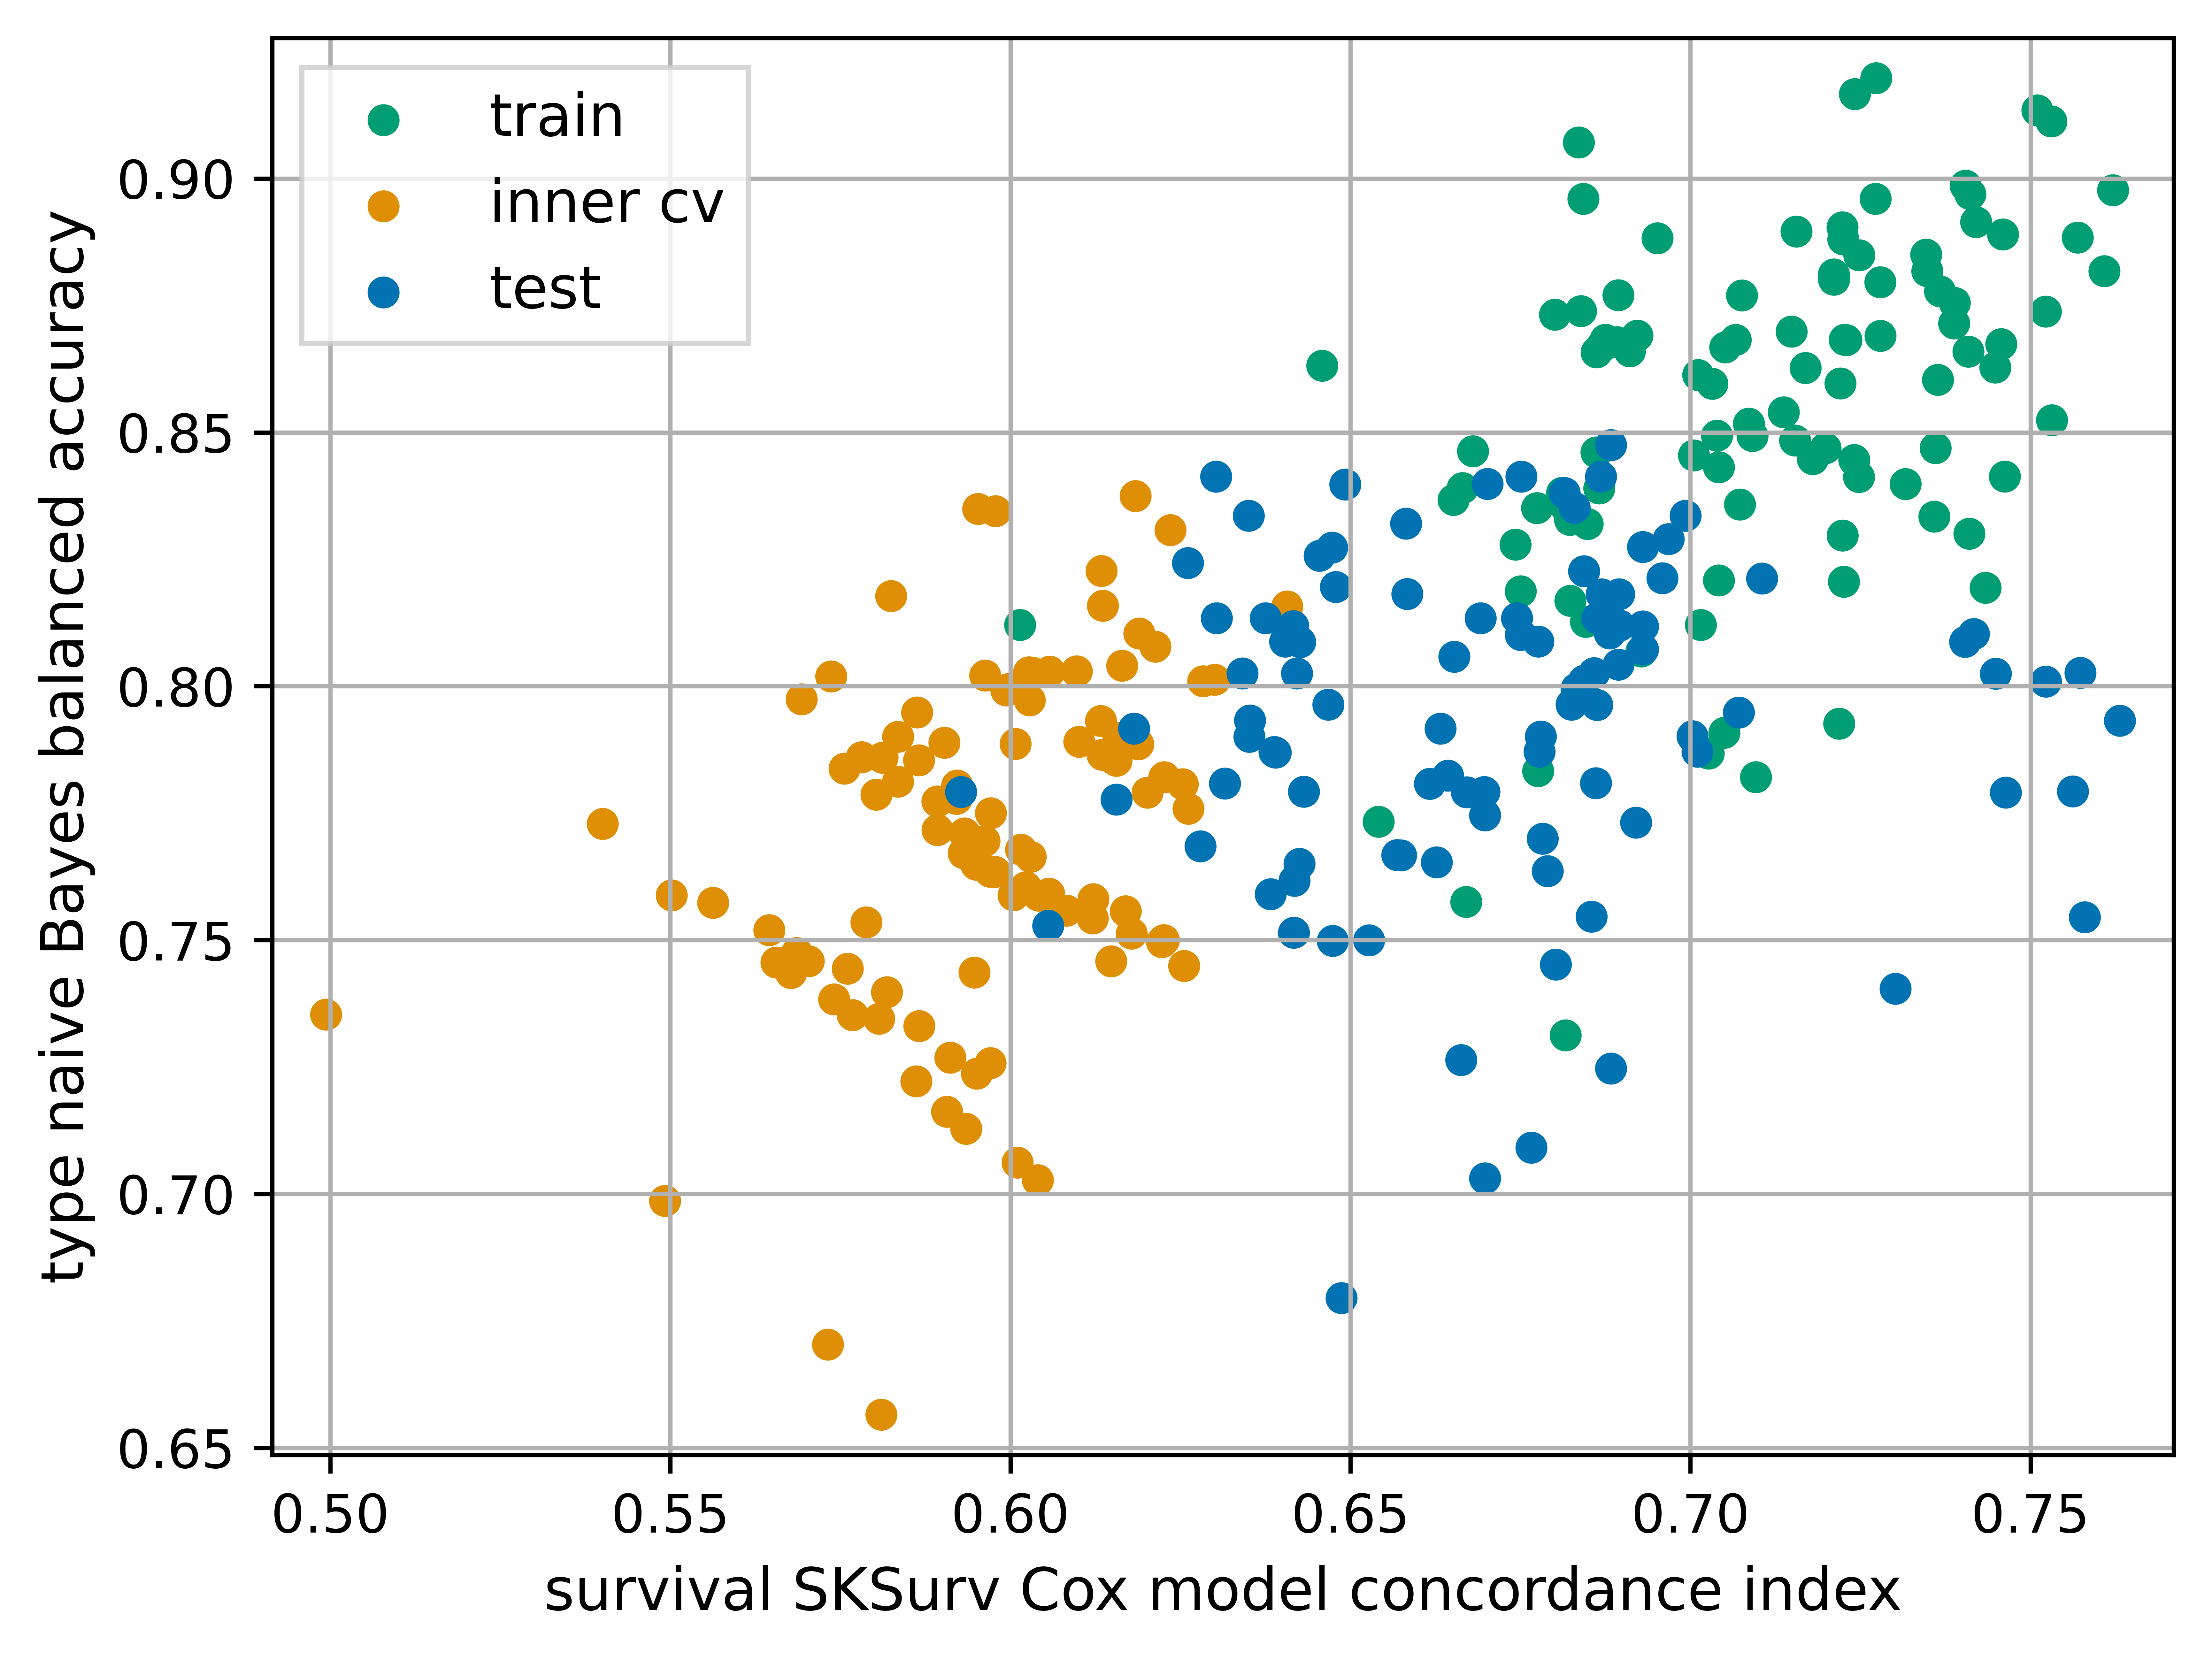 train
inner cv
test
type naive Bayes balanced accuracy
0.90
0.85
0.80
0.75
0.70
0.65
0.50 0.55 0.60 0.65 0.70 0.75
survival SKSurv Cox model concordance index